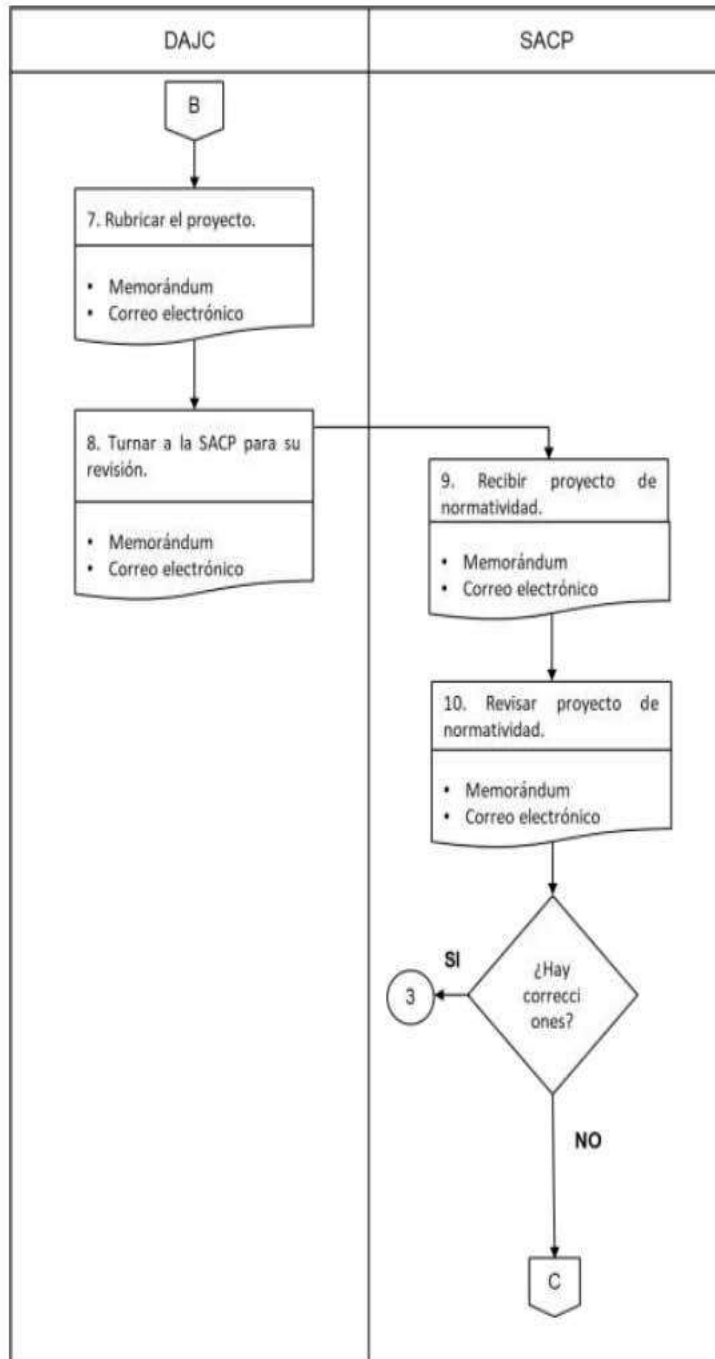 DAJC
SACP
B
7. Rubricar el proyecto.
• Memorándum
• Correo electrónico
8. Turnar a la SACP para su
revisión.
• Memorándum
• Correo electrónico
9. Recibir proyecto de
normatividad.
• Memorándum
• Correo electrónico
10. Revisar proyecto de
normatividad.
• Memorándum
• Correo electrónico
¿Hay
correcci
ones?
SI
3
NO
C